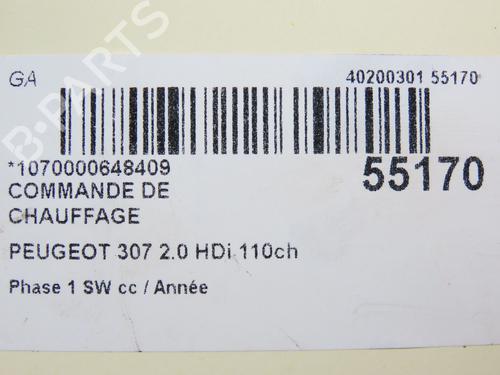 GA
40200301 55170
*1070000648409
55170
COMMANDE DE
CHAUFFAGE
PEUGEOT 307 2.0 HDi 110ch
Phase 1 SW cc / Année
B-PARTS